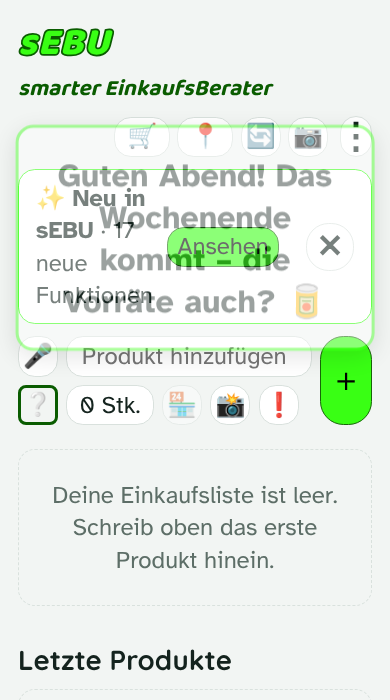 sEBU
smarter EinkaufsBerater
Guten Abend! Das
Wochenende
kommt – die
Vorräte auch? 🥫
✨ Neu in
sEBU · 17
neue
Funktionen
Ansehen
✕
Produkt hinzufügen
+
❔
0 Stk.
❗
Deine Einkaufsliste ist leer.
Schreib oben das erste
Produkt hinein.
Letzte Produkte